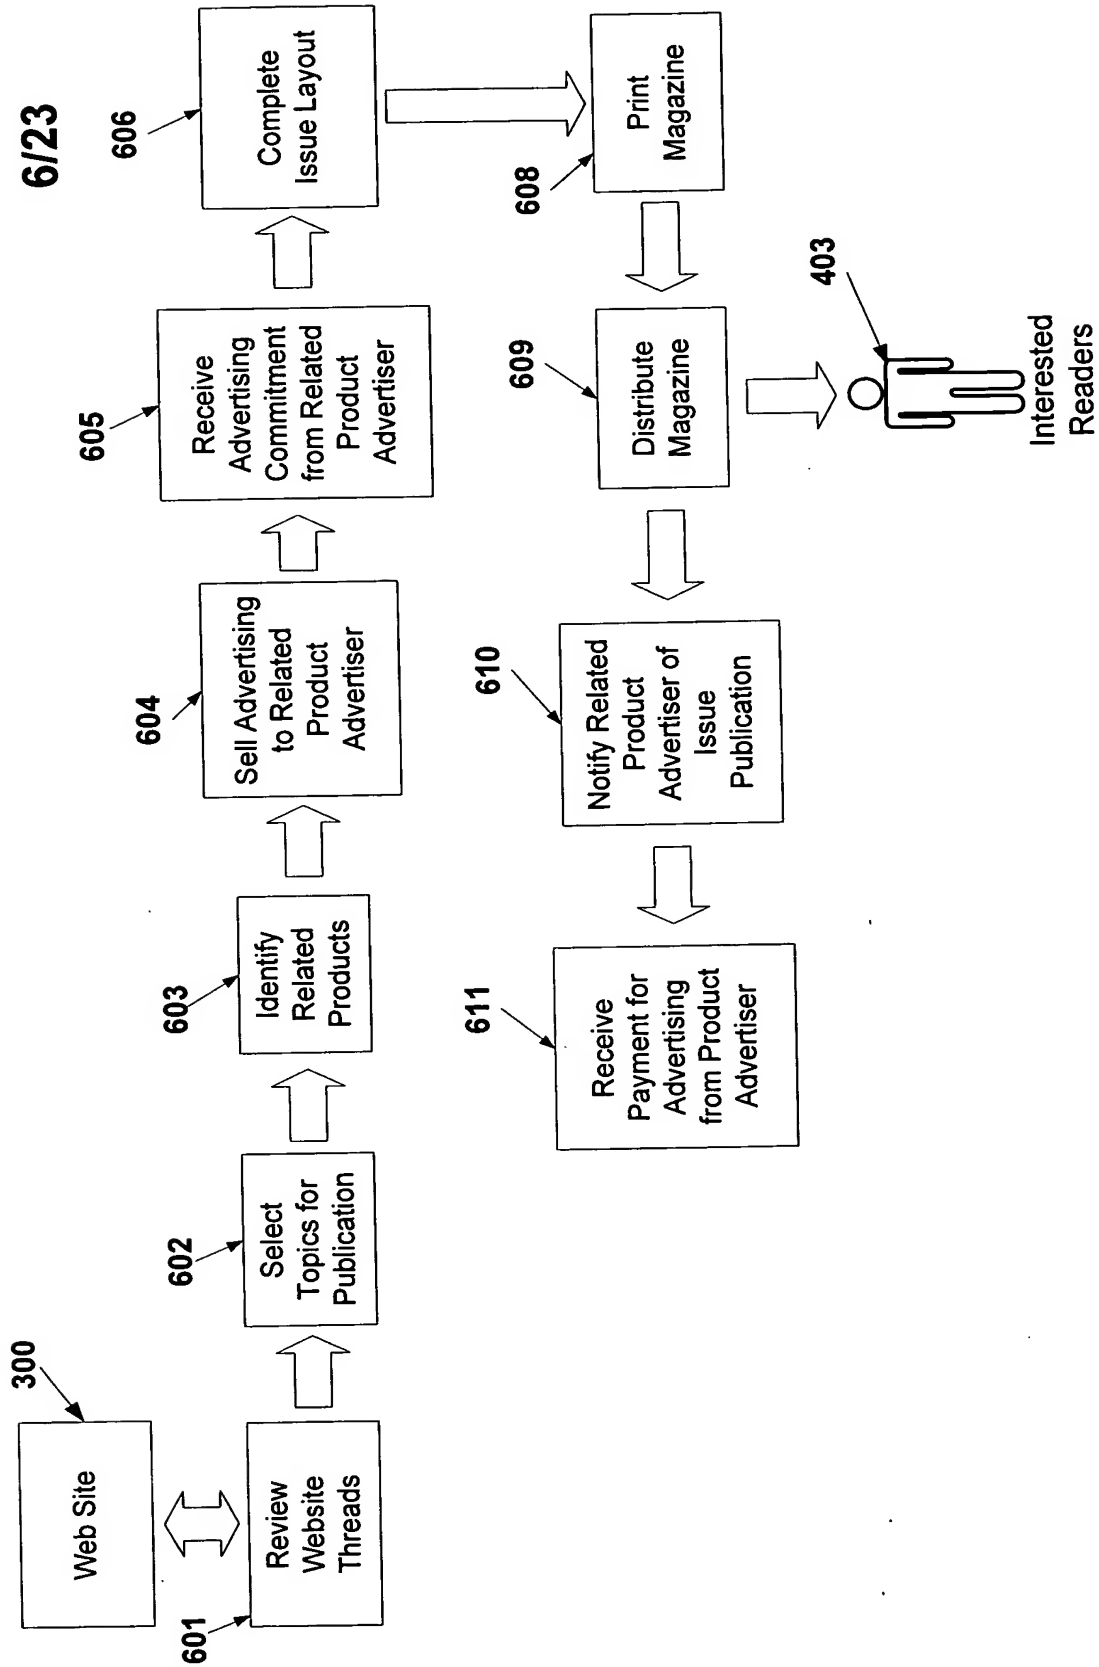 6/23
300
Web Site
601
Review
Website
Threads
602
Select
Topics for
Publication
603
Identify
Related
Products
604
Sell Advertising
to Related
Product
Advertiser
605
Receive
Advertising
Commitment
from Related
Product
Advertiser
606
Complete
Issue Layout
608
Print
Magazine
609
Distribute
Magazine
403
Interested
Readers
610
Notify Related
Product
Advertiser of
Issue
Publication
611
Receive
Payment for
Advertising
from Product
Advertiser